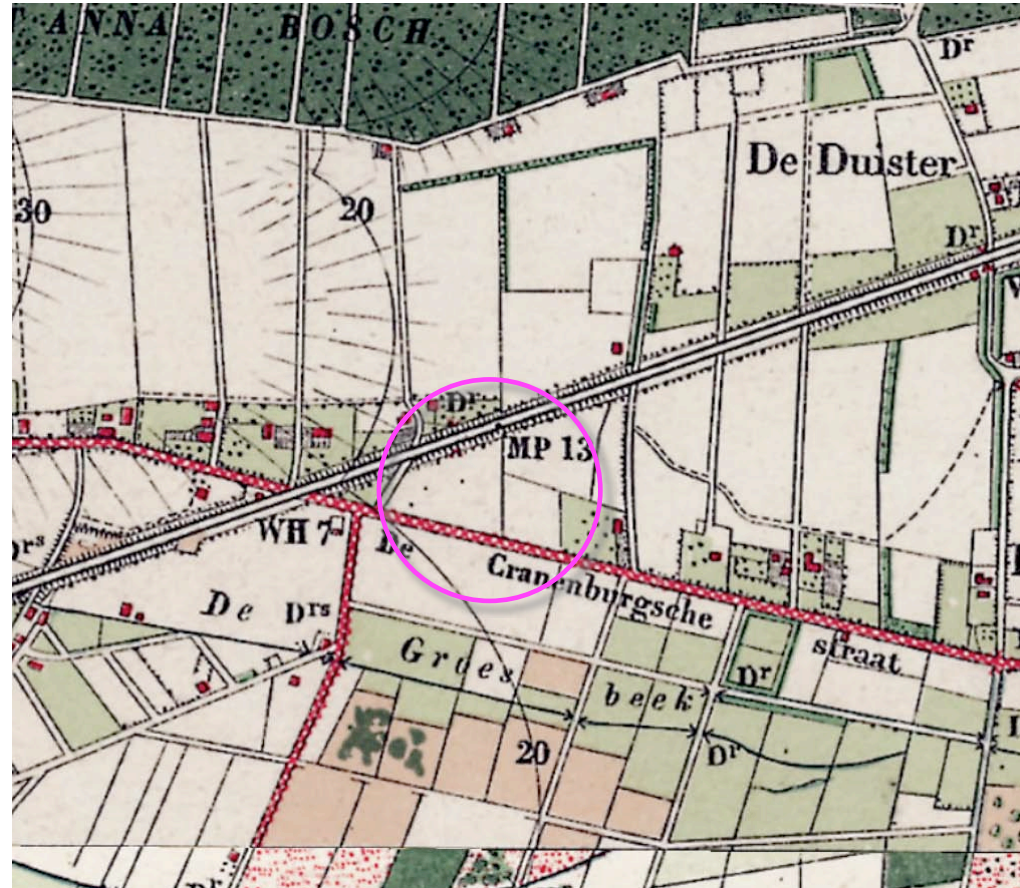 ANNA BOSCH
Dr
De Duister
30
20
Dr
Dr
MP 13
WH 7
De
Cranenburgsche
straat
Drs
De
Drs
Groes
beek
Dr
20
Dr
Dr